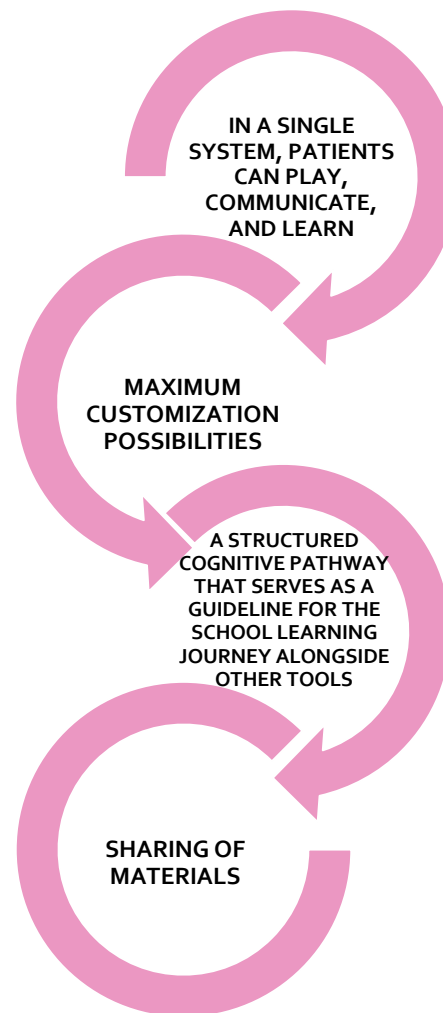 IN A SINGLE
SYSTEM, PATIENTS
CAN PLAY,
COMMUNICATE,
AND LEARN
MAXIMUM
CUSTOMIZATION
POSSIBILITIES
A STRUCTURED
COGNITIVE PATHWAY
THAT SERVES AS A
GUIDELINE FOR THE
SCHOOL LEARNING
JOURNEY ALONGSIDE
OTHER TOOLS
SHARING OF
MATERIALS